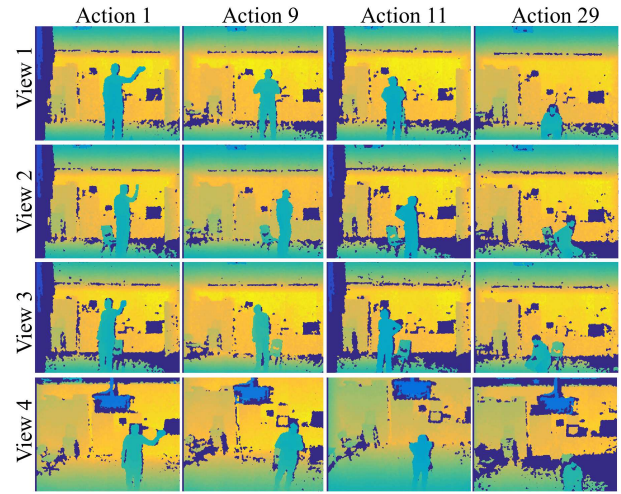 Action 1 Action 9 Action 11 Action 29
View 1
View 2
View 3
View 4